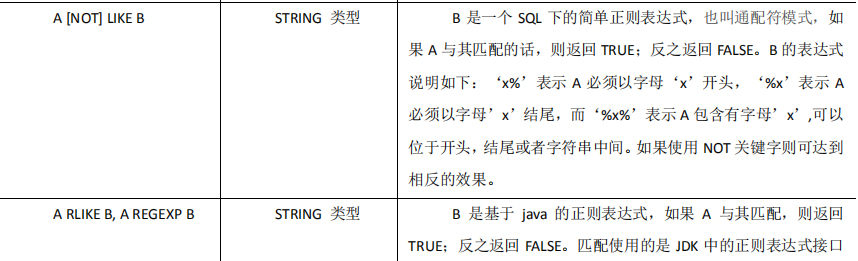 A [NOT] LIKE B
STRING 类型
B 是一个 SQL 下的简单正则表达式，也叫通配符模式，如
果 A 与其匹配的话，则返回 TRUE；反之返回 FALSE。B 的表达式
说明如下：‘x%’表示 A 必须以字母‘x’开头，‘%x’表示 A
必须以字母’x’结尾，而‘%x%’表示 A 包含有字母’x’,可以
位于开头，结尾或者字符串中间。如果使用 NOT 关键字则可达到
相反的效果。
A RLIKE B, A REGEXP B
STRING 类型
B 是基于 java 的正则表达式，如果 A 与其匹配，则返回
TRUE；反之返回 FALSE。匹配使用的是 JDK 中的正则表达式接口